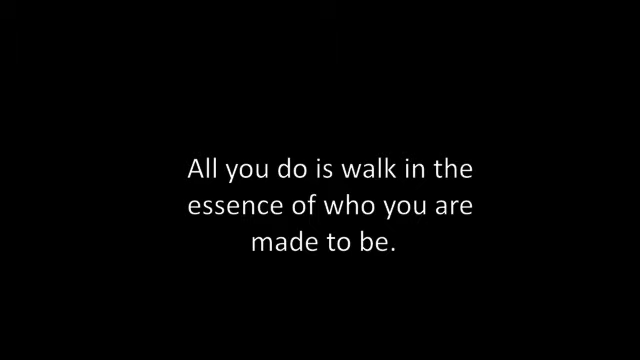 All you do is walk in the
essence of who you are
made to be.